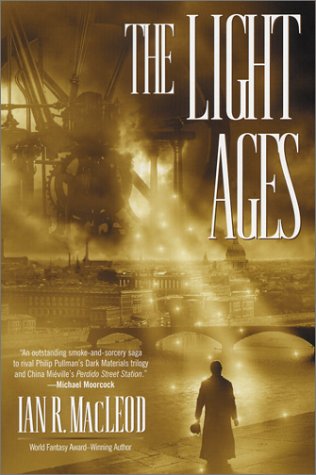 THE LIGHT
AGES
"An outstanding smoke-and-sorcery saga
to rival Philip Pullman's Dark Materials trilogy
and China Miéville's Perdido Street Station."
—Michael Moorcock
IAN R. MACLEOD
World Fantasy Award–Winning Author